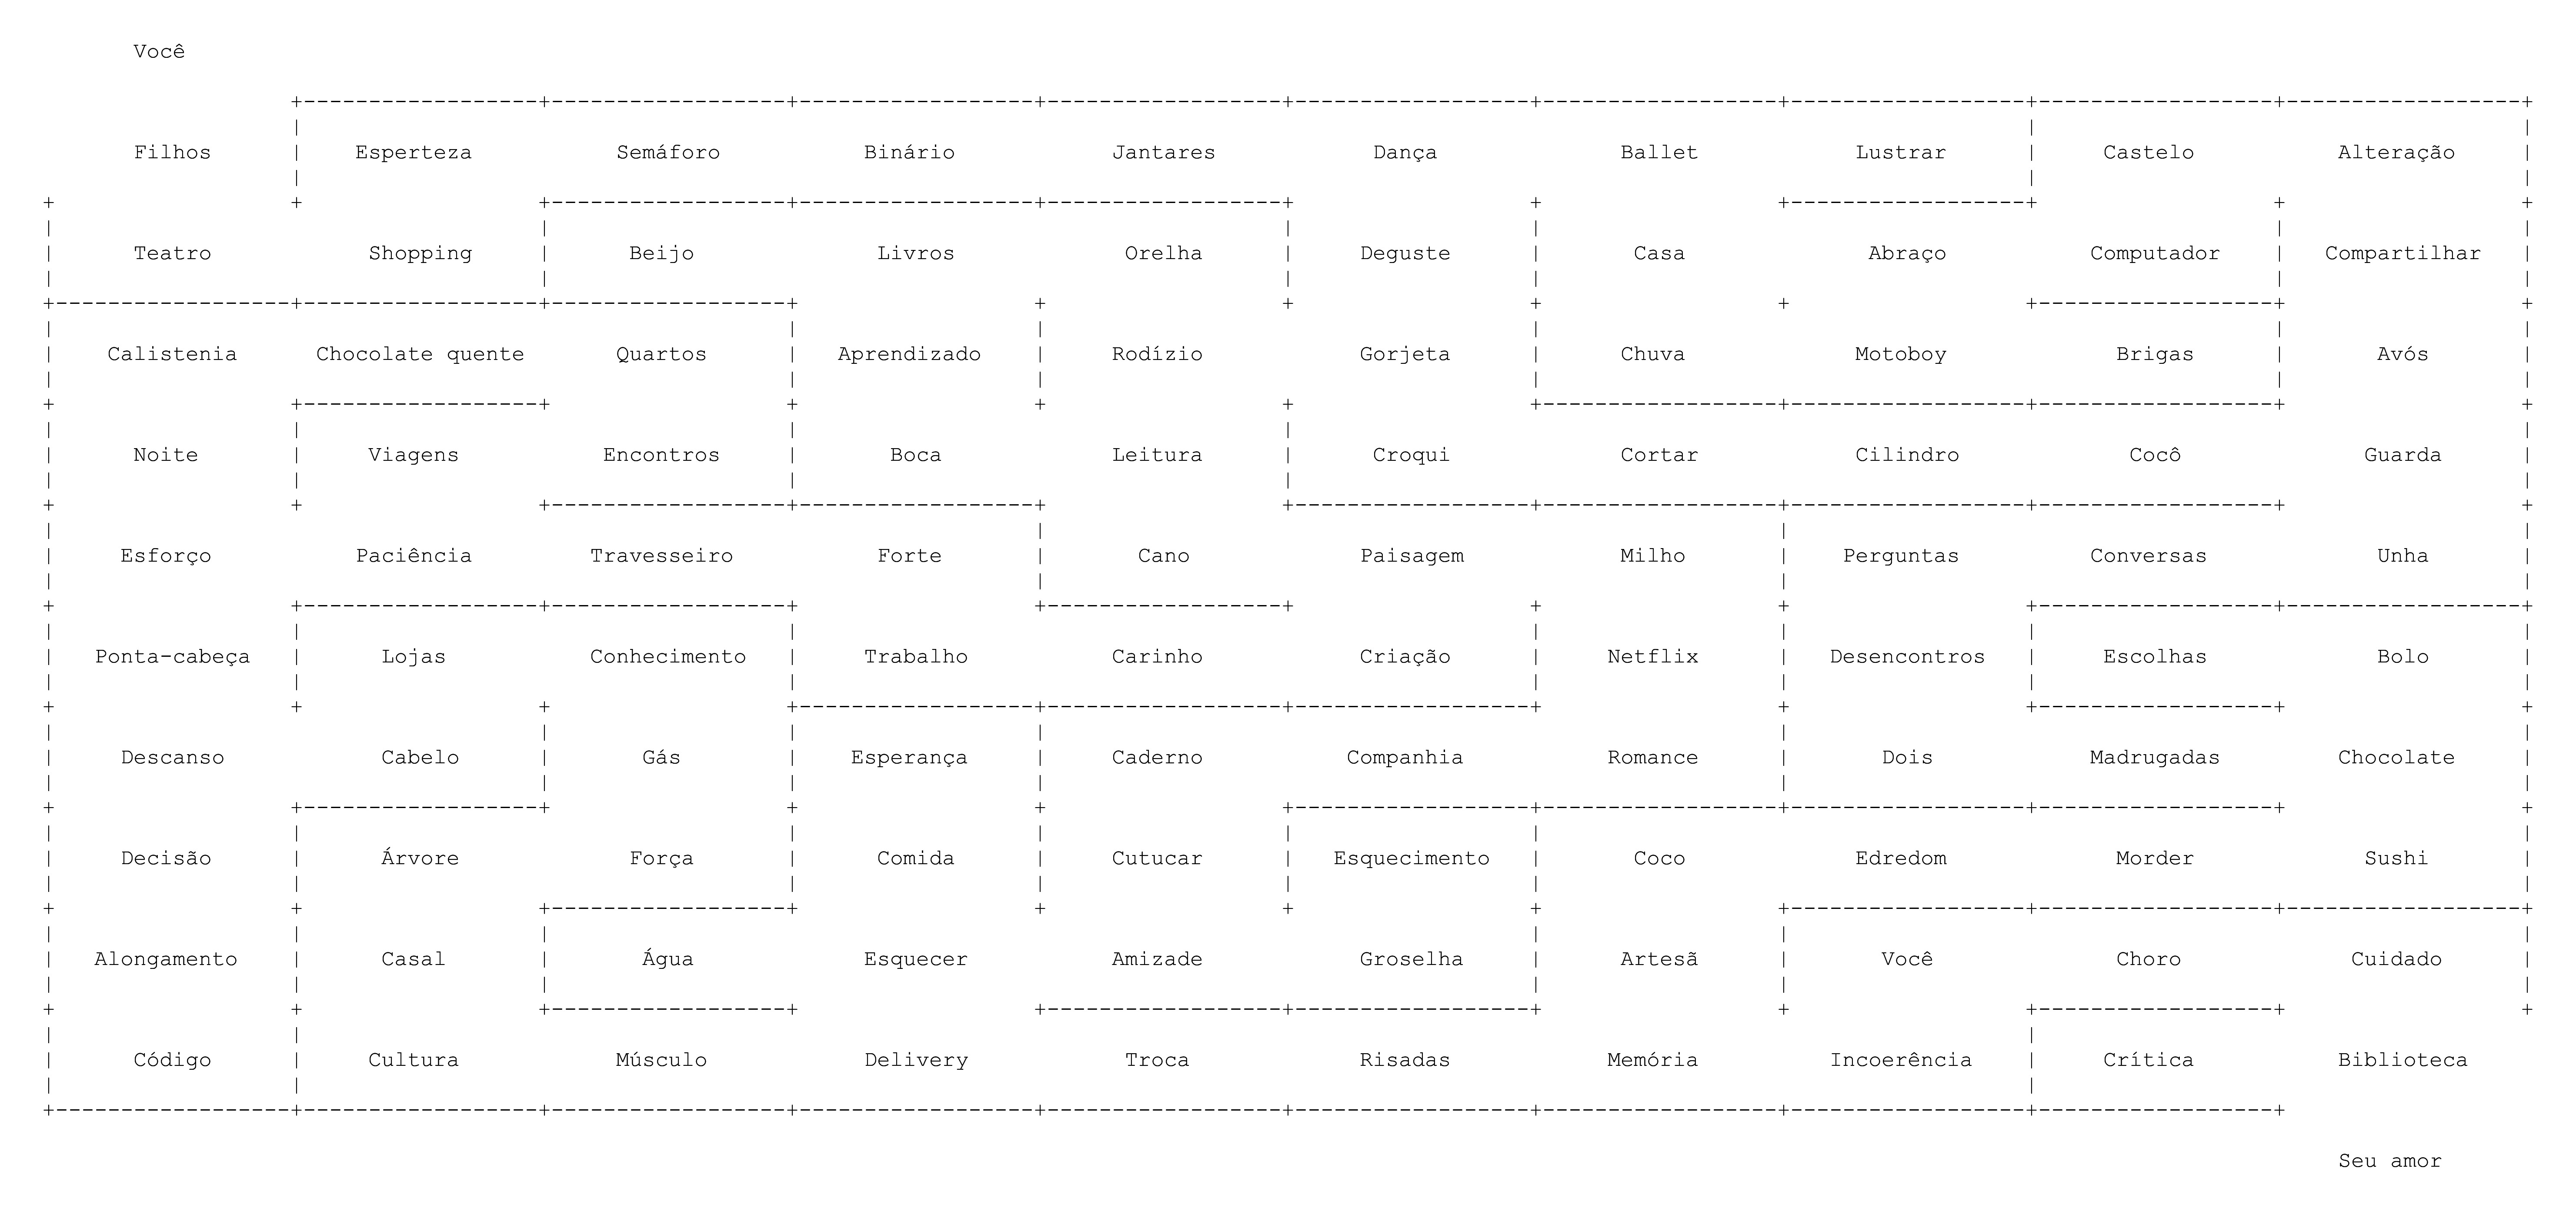 Você
Filhos Esperteza Semáforo Binário Jantares Dança Ballet Lustrar Castelo Alteração
Teatro Shopping Beijo Livros Orelha Deguste Casa Abraço Computador Compartilhar
Calistenia Chocolate quente Quartos Aprendizado Rodízio Gorjeta Chuva Motoboy Brigas Avós
Noite Viagens Encontros Boca Leitura Croqui Cortar Cilindro Cocô Guarda
Esforço Paciência Travesseiro Forte Cano Paisagem Milho Perguntas Conversas Unha
Ponta-cabeça Lojas Conhecimento Trabalho Carinho Criação Netflix Desencontros Escolhas Bolo
Descanso Cabelo Gás Esperança Caderno Companhia Romance Dois Madrugadas Chocolate
Decisão Árvore Força Comida Cutucar Esquecimento Coco Edredom Morder Sushi
Alongamento Casal Água Esquecer Amizade Groselha Artesã Você Choro Cuidado
Código Cultura Músculo Delivery Troca Risadas Memória Incoerência Crítica Biblioteca
Seu amor